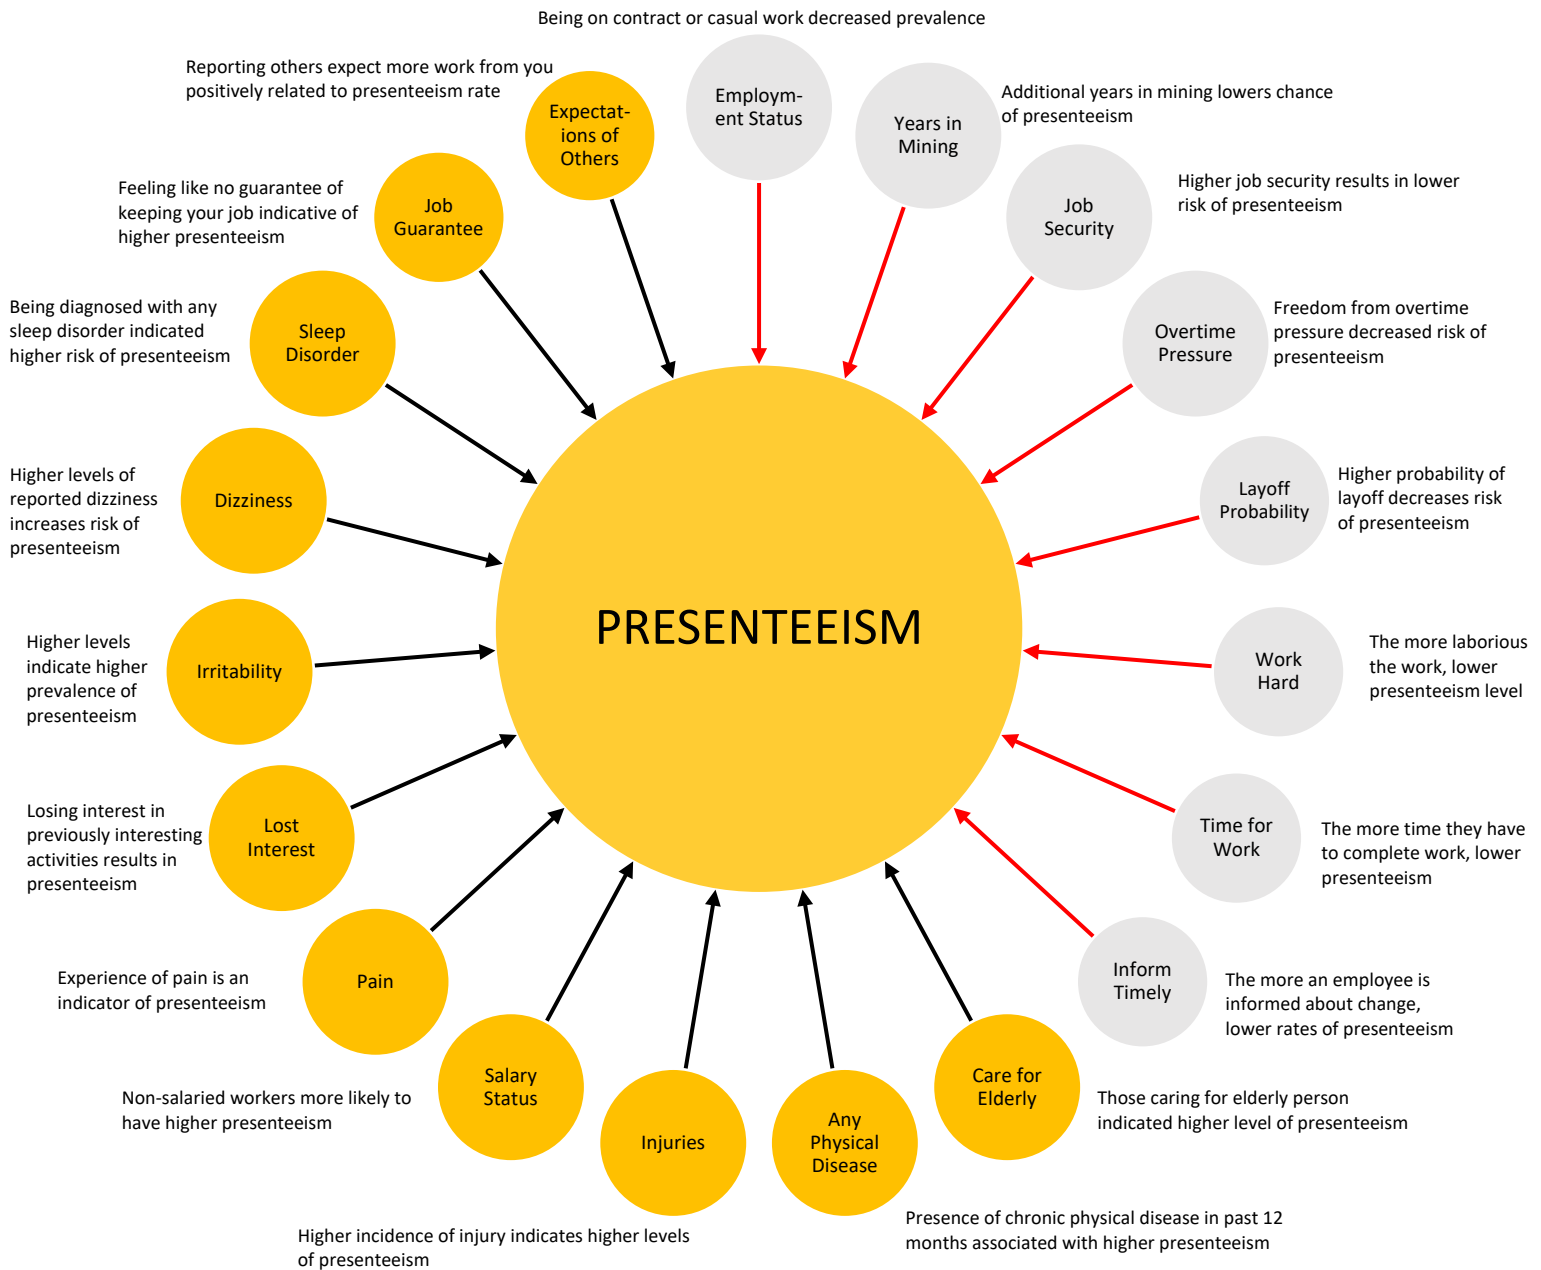 Being on contract or casual work decreased prevalence
Employm-
ent Status
Years in
Mining
Additional years in mining lowers chance
of presenteeism
Job
Security
Higher job security results in lower
risk of presenteeism
Overtime
Pressure
Freedom from overtime
pressure decreased risk of
presenteeism
Layoff
Probability
Higher probability of
layoff decreases risk
of presenteeism
Work
Hard
The more laborious
the work, lower
presenteeism level
Time for
Work
The more time they have
to complete work, lower
presenteeism
Inform
Timely
The more an employee is
informed about change,
lower rates of presenteeism
Care for
Elderly
Those caring for elderly person
indicated higher level of presenteeism
Any
Physical
Disease
Presence of chronic physical disease in past 12
months associated with higher presenteeism
Injuries
Higher incidence of injury indicates higher levels
of presenteeism
Salary
Status
Non-salaried workers more likely to
have higher presenteeism
Pain
Experience of pain is an
indicator of presenteeism
Lost
Interest
Losing interest in
previously interesting
activities results in
presenteeism
Irritability
Higher levels
indicate higher
prevalence of
presenteeism
Dizziness
Higher levels of
reported dizziness
increases risk of
presenteeism
Sleep
Disorder
Being diagnosed with any
sleep disorder indicated
higher risk of presenteeism
Job
Guarantee
Feeling like no guarantee of
keeping your job indicative of
higher presenteeism
Expectat-
ions of
Others
Reporting others expect more work from you
positively related to presenteeism rate
PRESENTEEISM